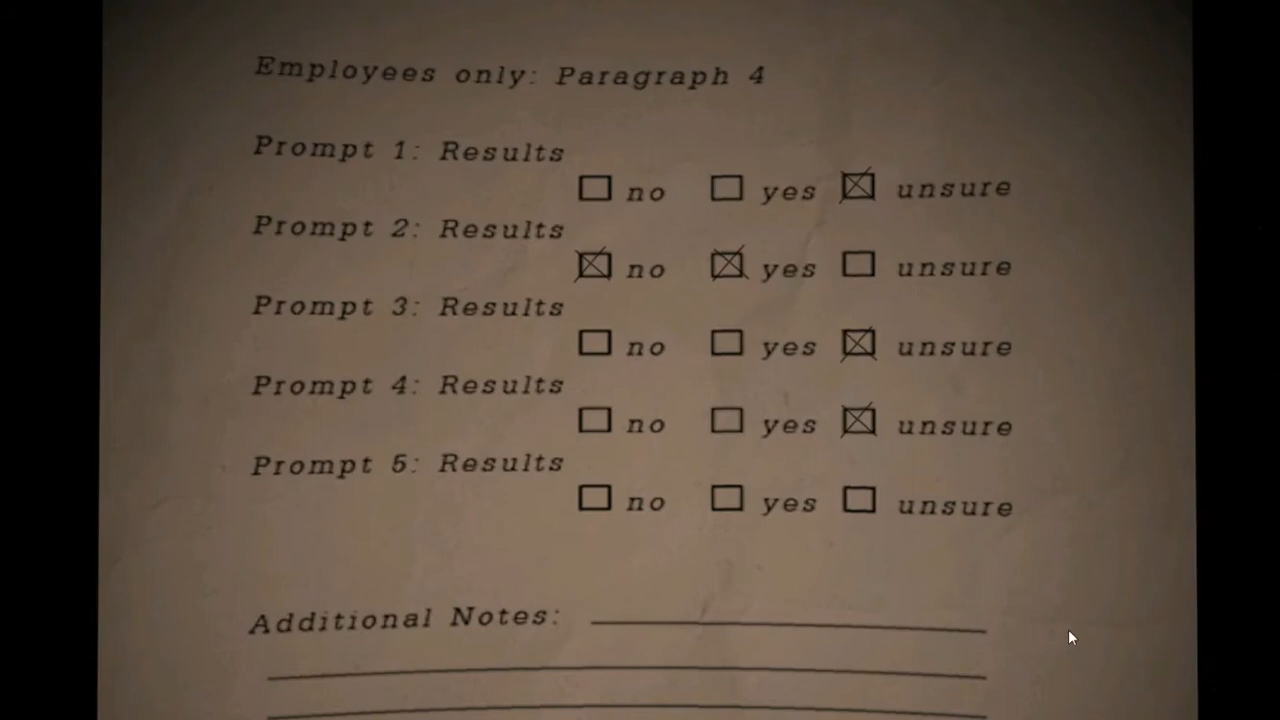 Employees only: Paragraph 4
Prompt 1: Results
no yes unsure
Prompt 2: Results
no yes unsure
Prompt 3: Results
no yes unsure
Prompt 4: Results
no yes unsure
Prompt 5: Results
no yes unsure
Additional Notes: